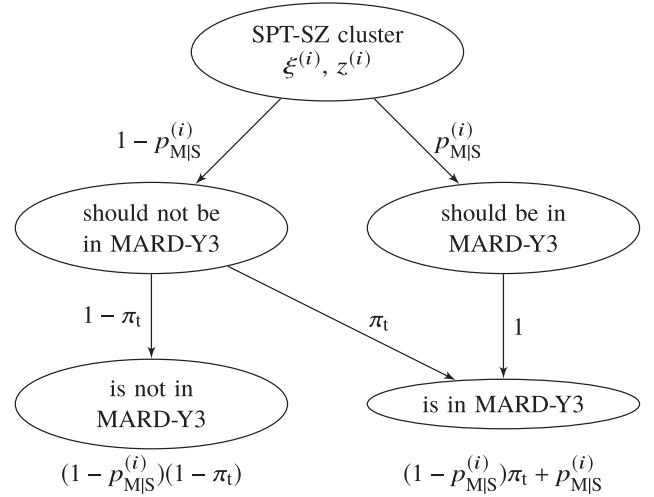 SPT-SZ cluster
ξ^(i), z^(i)
1 − p_M|S^(i)
p_M|S^(i)
should not be
in MARD-Y3
should be in
MARD-Y3
1 − π_t
π_t
1
is not in
MARD-Y3
is in MARD-Y3
(1 − p_M|S^(i))(1 − π_t)
(1 − p_M|S^(i))π_t + p_M|S^(i)